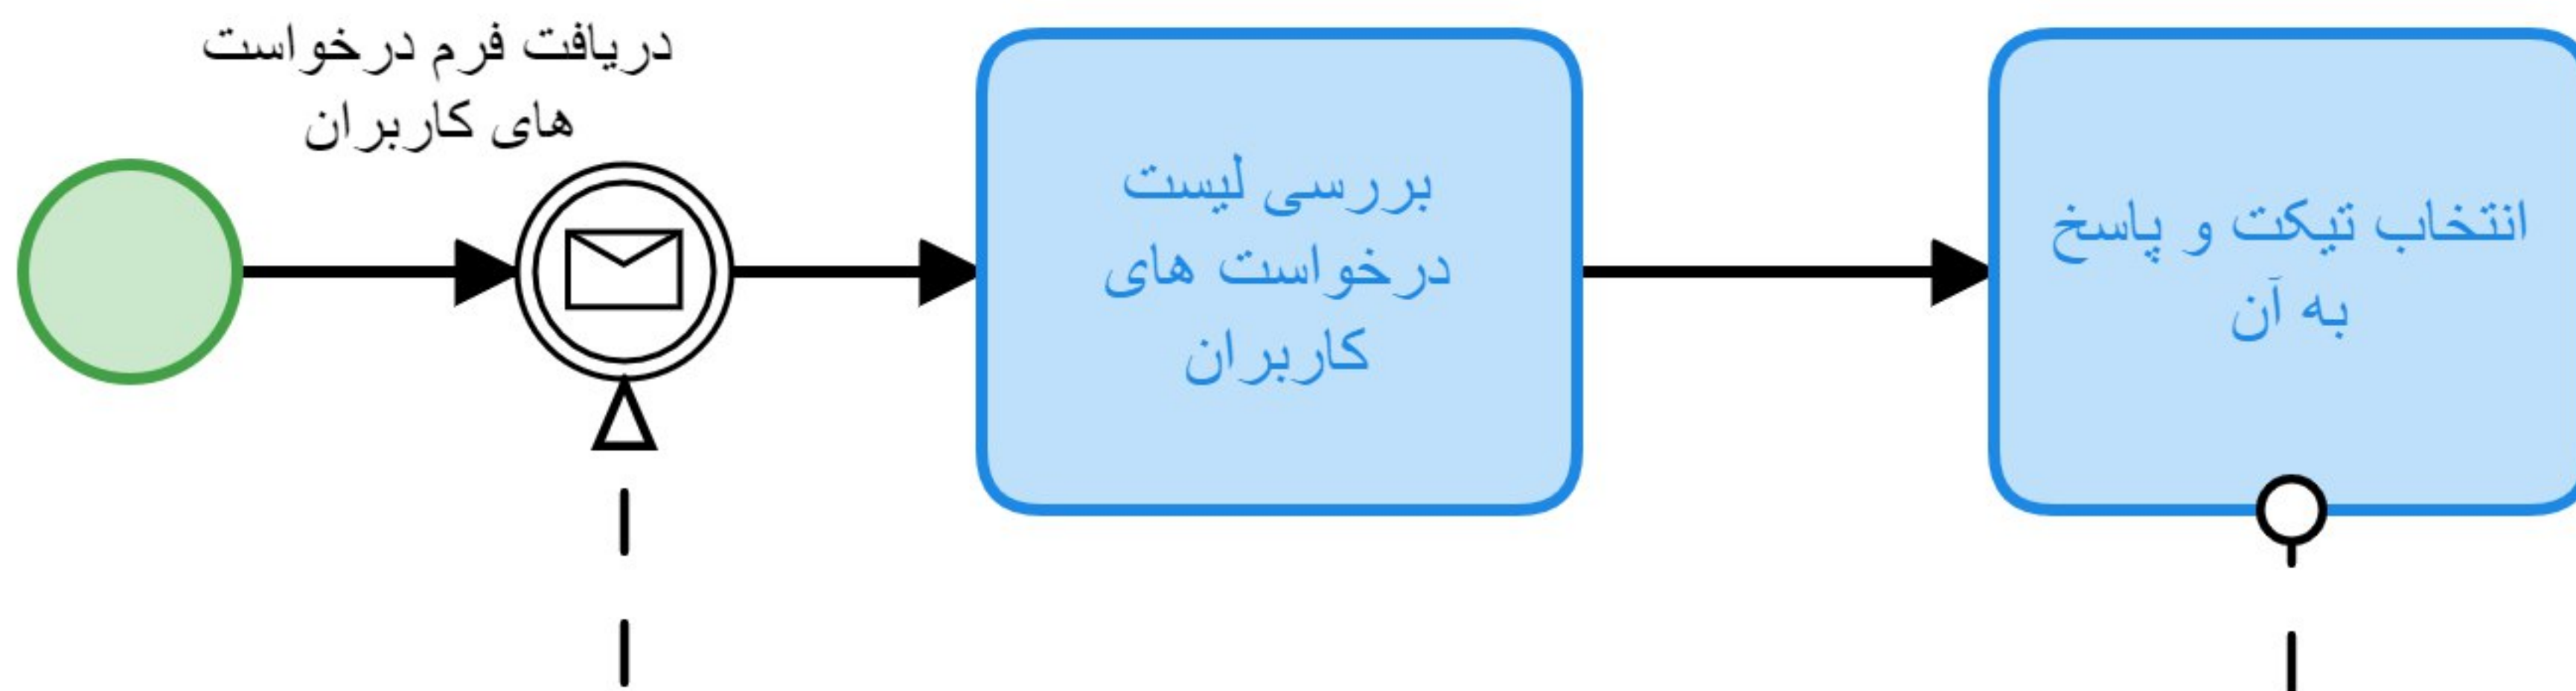 دریافت فرم درخواست
های کاربران
بررسی لیست
درخواست های
کاربران
انتخاب تیکت و پاسخ
به آن